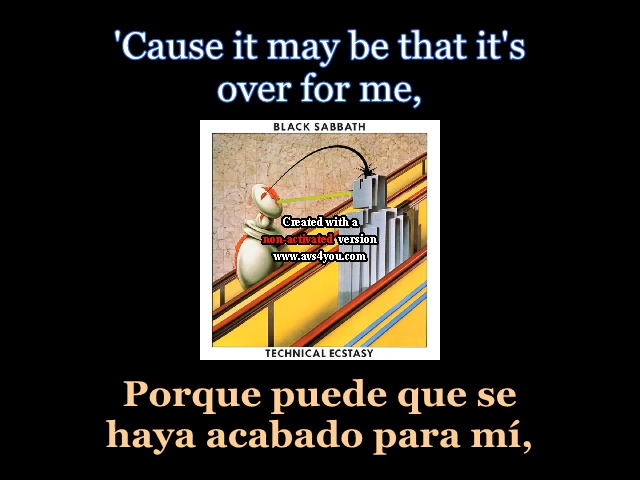 'Cause it may be that it's
over for me,
BLACK SABBATH
Created with a
non-activated version
www.avs4you.com
TECHNICAL ECSTASY
Porque puede que se
haya acabado para mí,